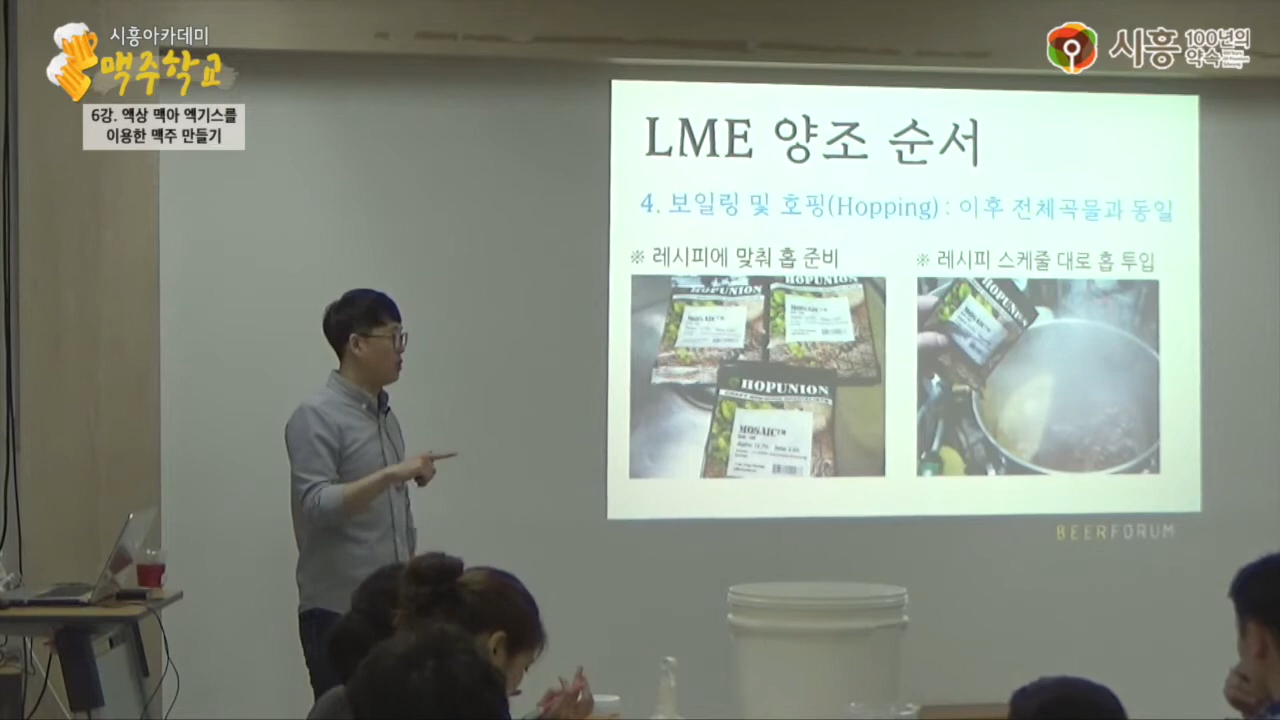 시흥아카데미
맥주학교
6강. 액상 맥아 엑기스를
이용한 맥주 만들기
시흥 100년의
약속
LME 양조 순서
4. 보일링 및 호핑(Hopping) : 이후 전체곡물과 동일
※ 레시피에 맞춰 홉 준비
※ 레시피 스케줄 대로 홉 투입
HOPUNION
MOSAIC™
HOPUNION
MOSAIC™
HOPUNION
MOSAIC™
HOPUNION
MOSAIC™
BEERFORUM